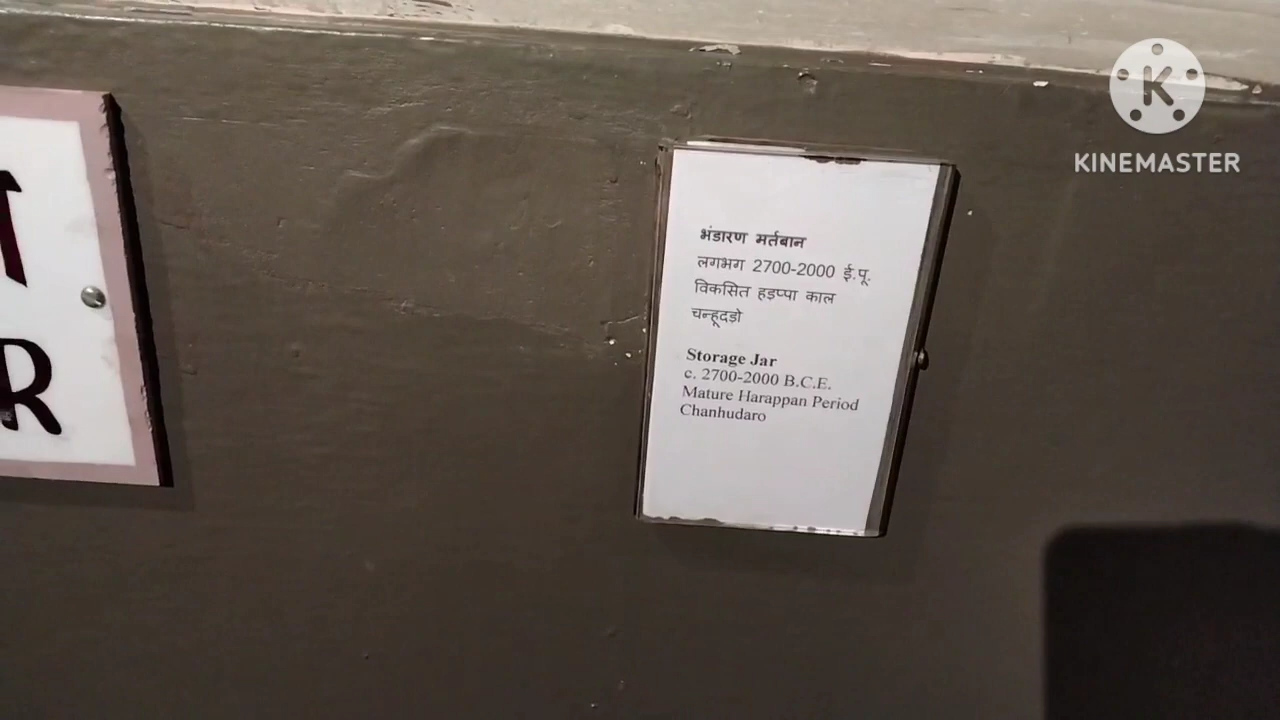 भंडारण मर्तबान
लगभग 2700-2000 ई.पू.
विकसित हड़प्पा काल
चन्हूदड़ो
Storage Jar
c. 2700-2000 B.C.E.
Mature Harappan Period
Chanhudaro
K
KINEMASTER